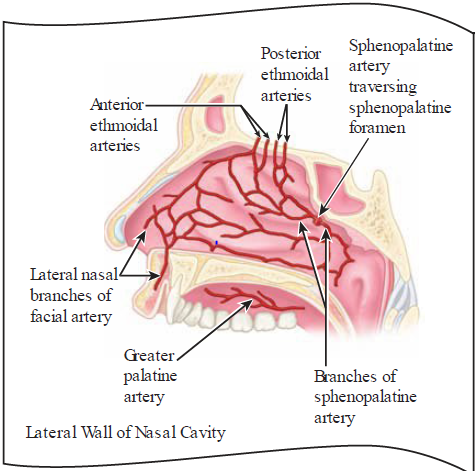 Posterior
ethmoidal
arteries
Sphenopalatine
artery
traversing
sphenopalatine
foramen
Anterior
ethmoidal
arteries
Lateral nasal
branches of
facial artery
Greater
palatine
artery
Branches of
sphenopalatine
artery
Lateral Wall of Nasal Cavity